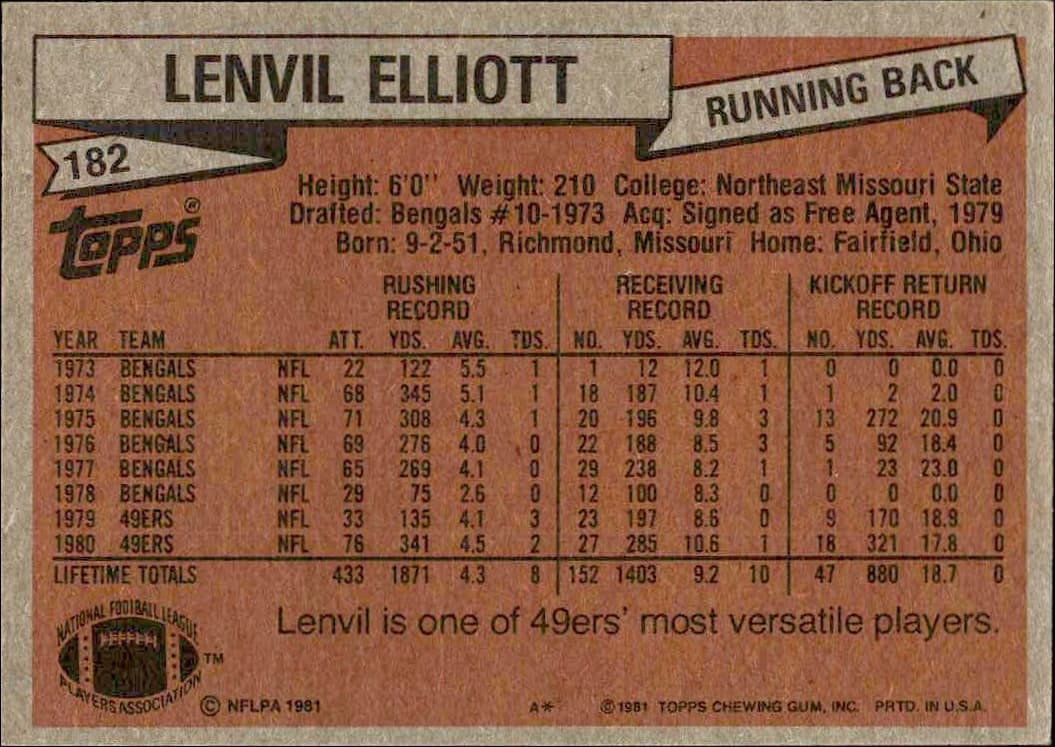 LENVIL ELLIOTT
RUNNING BACK
182
TOPPS®
Height: 6'0" Weight: 210 College: Northeast Missouri State
Drafted: Bengals #10-1973 Acq: Signed as Free Agent, 1979
Born: 9-2-51, Richmond, Missouri Home: Fairfield, Ohio
RUSHING RECORD RECEIVING RECORD KICKOFF RETURN RECORD
YEAR TEAM ATT. YDS. AVG. TDS. NO. YDS. AVG. TDS. NO. YDS. AVG. TDS.
1973 BENGALS NFL 22 122 5.5 1 1 12 12.0 1 0 0 0.0 0
1974 BENGALS NFL 68 345 5.1 1 18 187 10.4 1 1 2 2.0 0
1975 BENGALS NFL 71 308 4.3 1 20 196 9.8 3 13 272 20.9 0
1976 BENGALS NFL 69 276 4.0 0 22 188 8.5 3 5 92 18.4 0
1977 BENGALS NFL 65 269 4.1 0 29 238 8.2 1 1 23 23.0 0
1978 BENGALS NFL 29 75 2.6 0 12 100 8.3 0 0 0 0.0 0
1979 49ERS NFL 33 135 4.1 3 23 197 8.6 0 9 170 18.9 0
1980 49ERS NFL 76 341 4.5 2 27 285 10.6 1 18 321 17.8 0
LIFETIME TOTALS 433 1871 4.3 8 152 1403 9.2 10 47 880 18.7 0
Lenvil is one of 49ers' most versatile players.
NATIONAL FOOTBALL LEAGUE
PLAYERS ASSOCIATION
TM
© NFLPA 1981
A* © 1981 TOPPS CHEWING GUM, INC. PRTD. IN U.S.A.